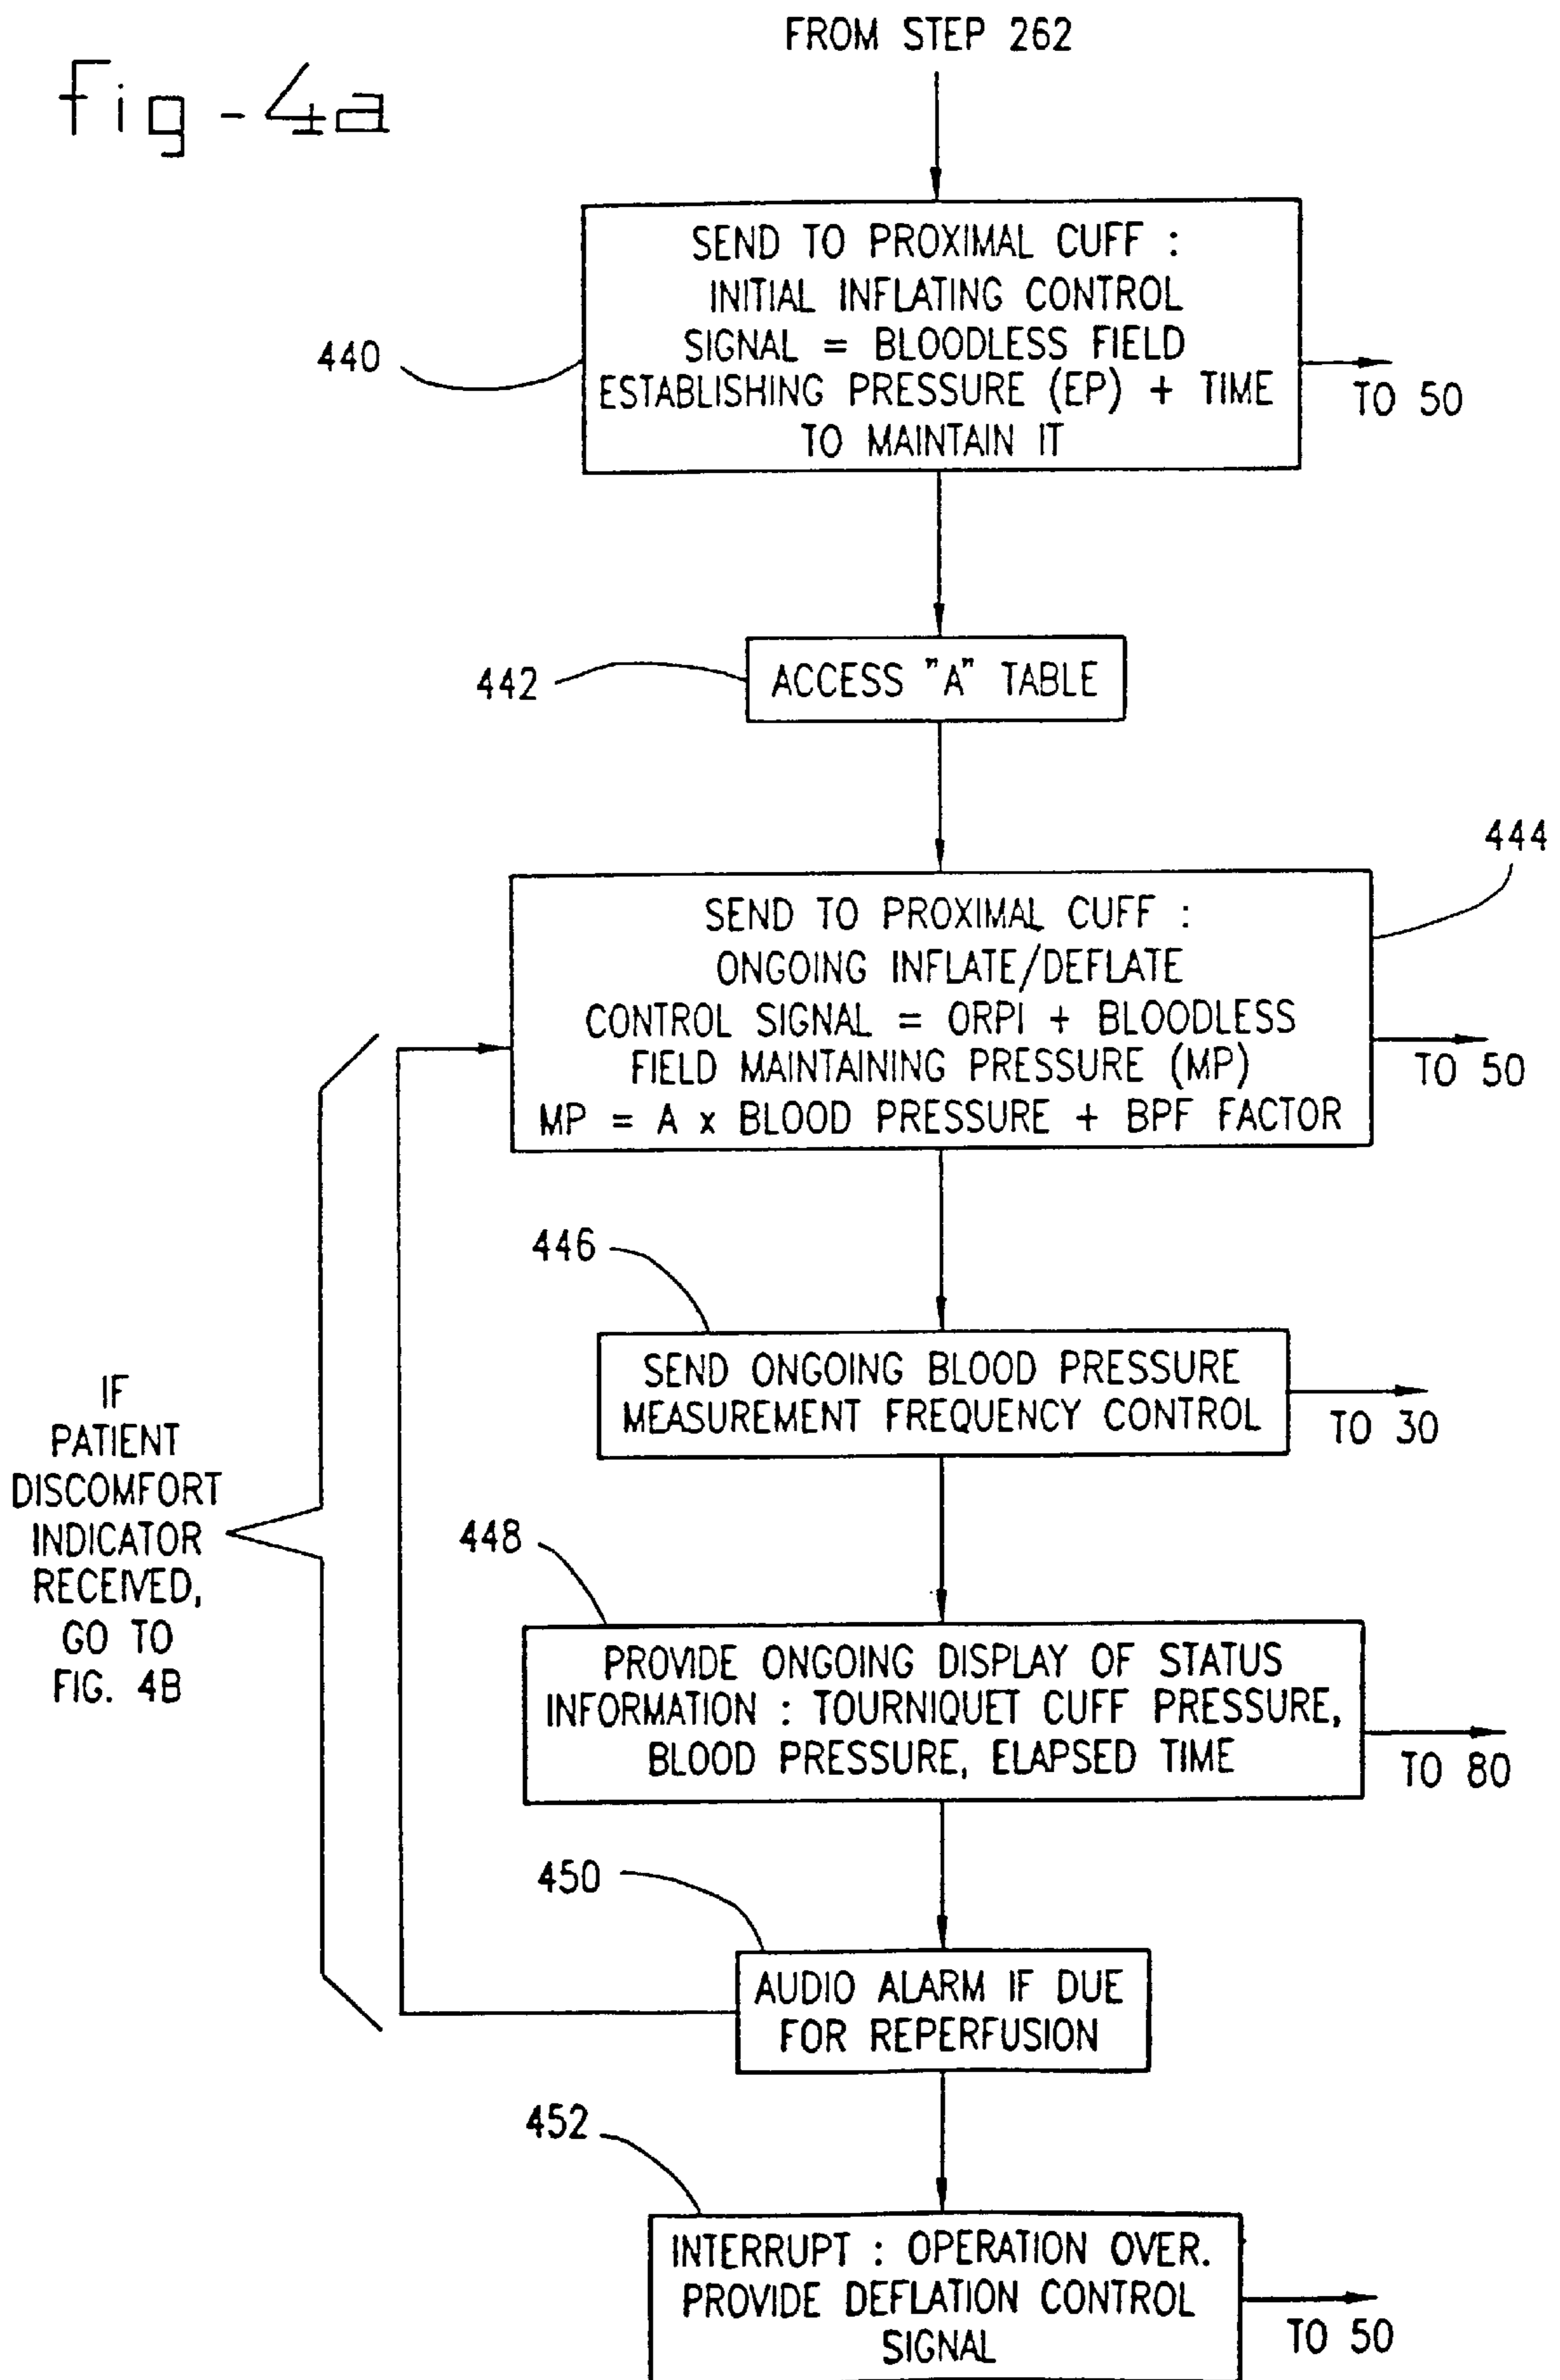 fig-4a
FROM STEP 262
SEND TO PROXIMAL CUFF :
INITIAL INFLATING CONTROL
SIGNAL = BLOODLESS FIELD
ESTABLISHING PRESSURE (EP) + TIME
TO MAINTAIN IT
440
TO 50
442
ACCESS "A" TABLE
444
SEND TO PROXIMAL CUFF :
ONGOING INFLATE/DEFLATE
CONTROL SIGNAL = ORPI + BLOODLESS
FIELD MAINTAINING PRESSURE (MP)
MP = A x BLOOD PRESSURE + BPF FACTOR
TO 50
446
SEND ONGOING BLOOD PRESSURE
MEASUREMENT FREQUENCY CONTROL
TO 30
IF
PATIENT
DISCOMFORT
INDICATOR
RECEIVED,
GO TO
FIG. 4B
448
PROVIDE ONGOING DISPLAY OF STATUS
INFORMATION : TOURNIQUET CUFF PRESSURE,
BLOOD PRESSURE, ELAPSED TIME
TO 80
450
AUDIO ALARM IF DUE
FOR REPERFUSION
452
INTERRUPT : OPERATION OVER.
PROVIDE DEFLATION CONTROL
SIGNAL
TO 50